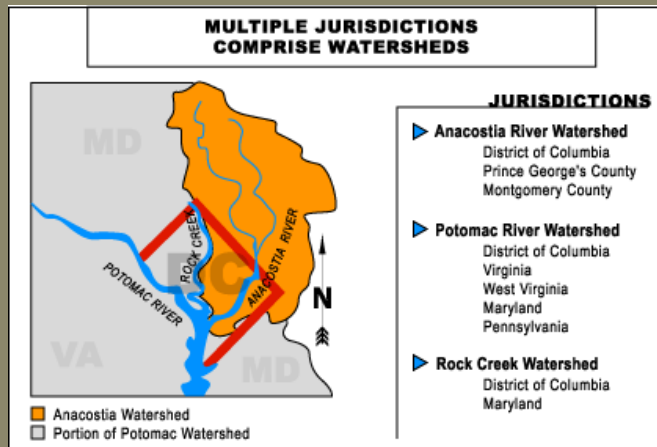 MULTIPLE JURISDICTIONS
COMPRISE WATERSHEDS
MD
ROCK CREEK
POTOMAC RIVER
DC
ANACOSTIA RIVER
N
VA
MD
Anacostia Watershed
Portion of Potomac Watershed
JURISDICTIONS
Anacostia River Watershed
District of Columbia
Prince George's County
Montgomery County
Potomac River Watershed
District of Columbia
Virginia
West Virginia
Maryland
Pennsylvania
Rock Creek Watershed
District of Columbia
Maryland